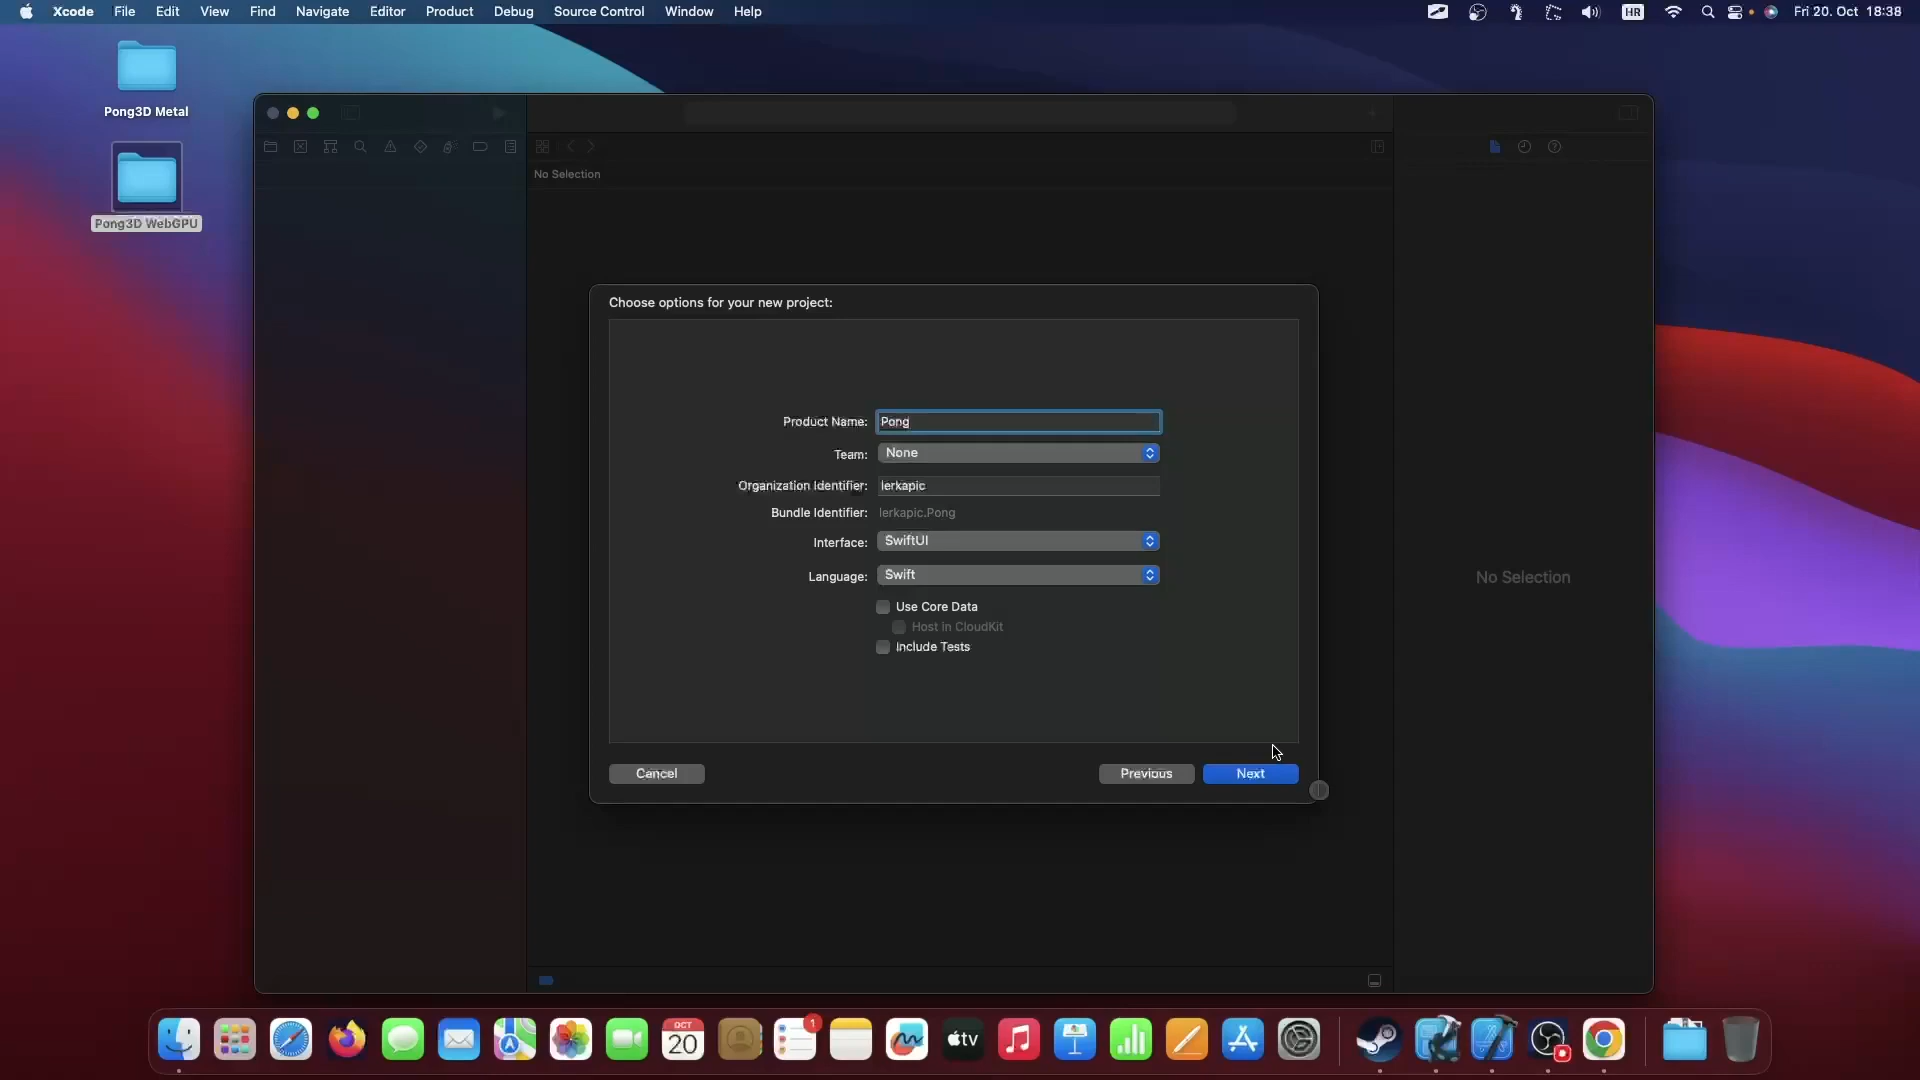 Xcode File Edit View Find Navigate Editor Product Debug Source Control Window Help HR Fri 20. Oct 18:38
Pong3D Metal
Pong3D WebGPU
No Selection
Choose options for your new project:
Product Name: Pong
Team: None
Organization Identifier: lerkapic
Bundle Identifier: lerkapic.Pong
Interface: SwiftUI
Language: Swift
Use Core Data
Host in CloudKit
Include Tests
No Selection
Cancel Previous Next
OCT
20
1
tv